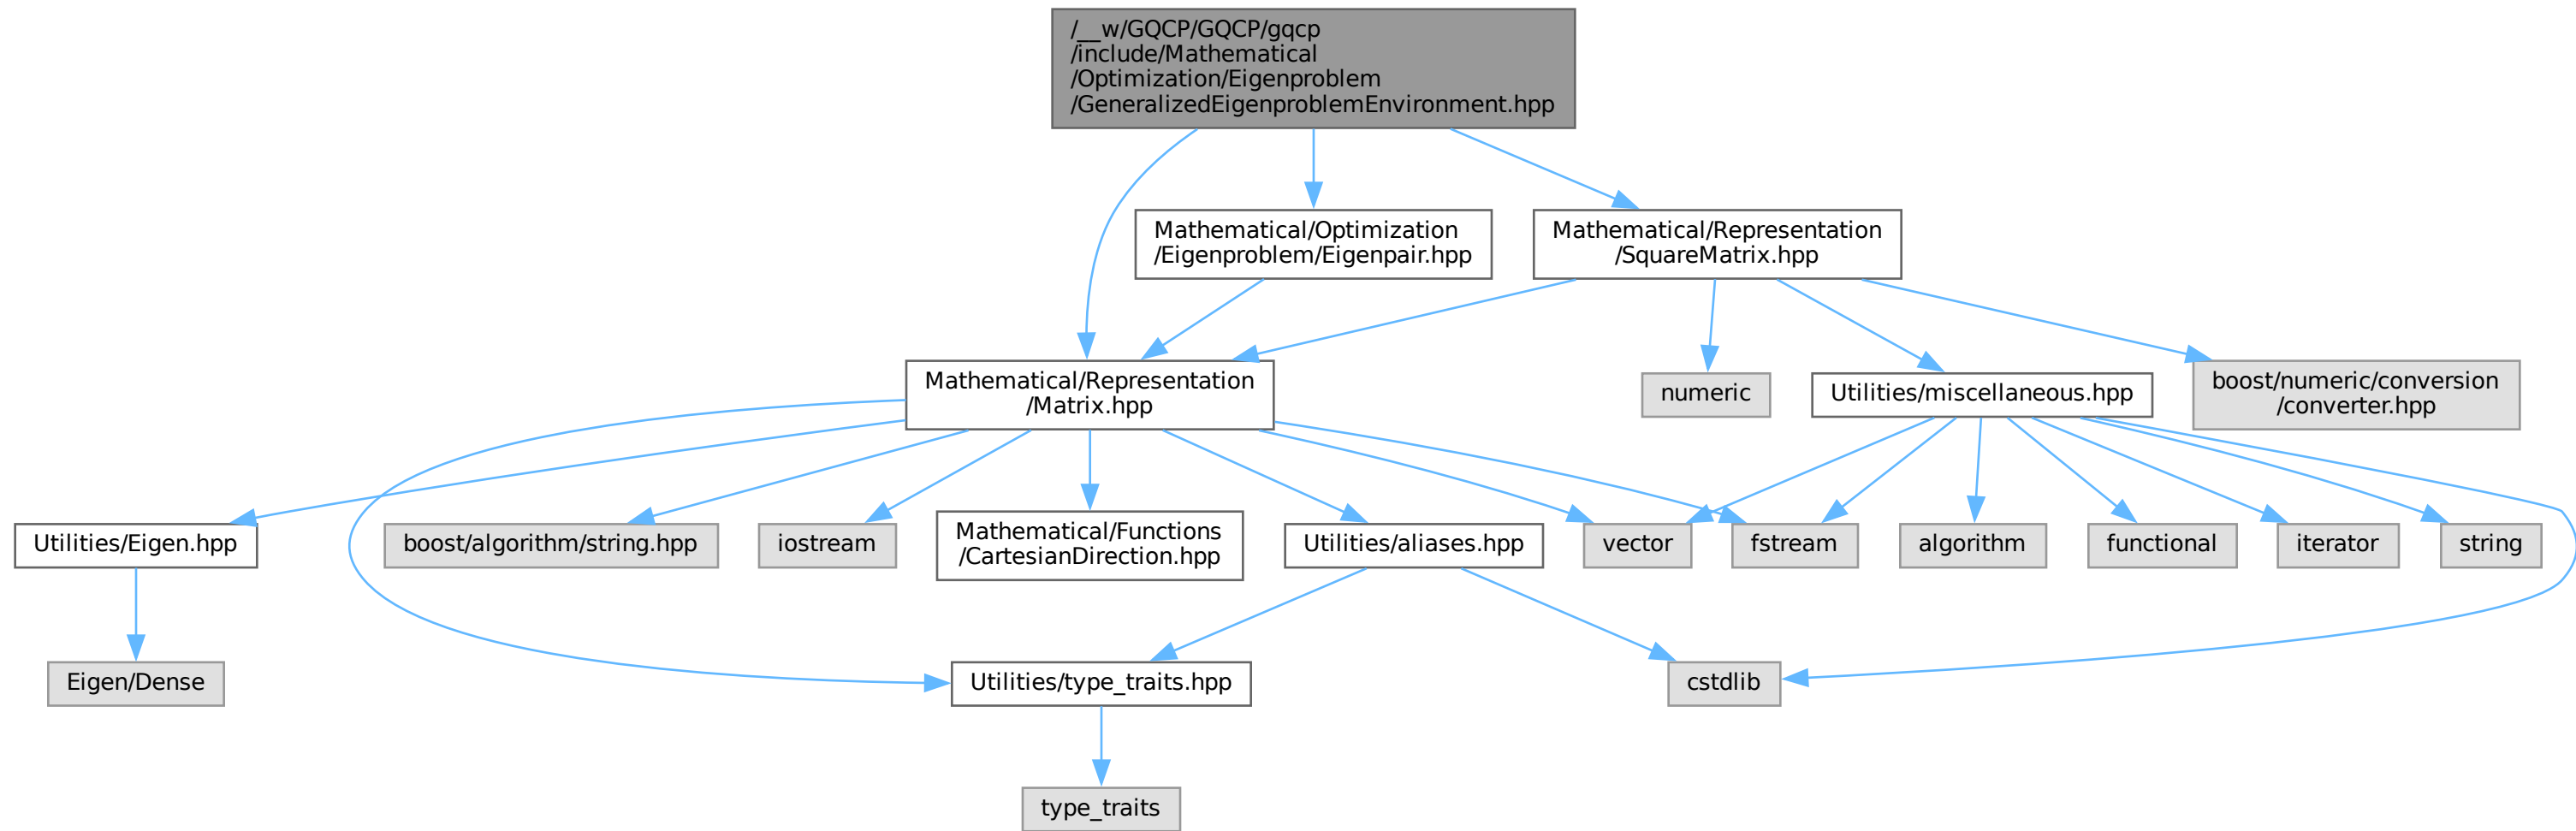 /__w/GQCP/GQCP/gqcp
/include/Mathematical
/Optimization/Eigenproblem
/GeneralizedEigenproblemEnvironment.hpp
Mathematical/Optimization
/Eigenproblem/Eigenpair.hpp
Mathematical/Representation
/SquareMatrix.hpp
Mathematical/Representation
/Matrix.hpp
numeric
Utilities/miscellaneous.hpp
boost/numeric/conversion
/converter.hpp
Utilities/Eigen.hpp
boost/algorithm/string.hpp
iostream
Mathematical/Functions
/CartesianDirection.hpp
Utilities/aliases.hpp
vector
fstream
algorithm
functional
iterator
string
Eigen/Dense
Utilities/type_traits.hpp
cstdlib
type_traits